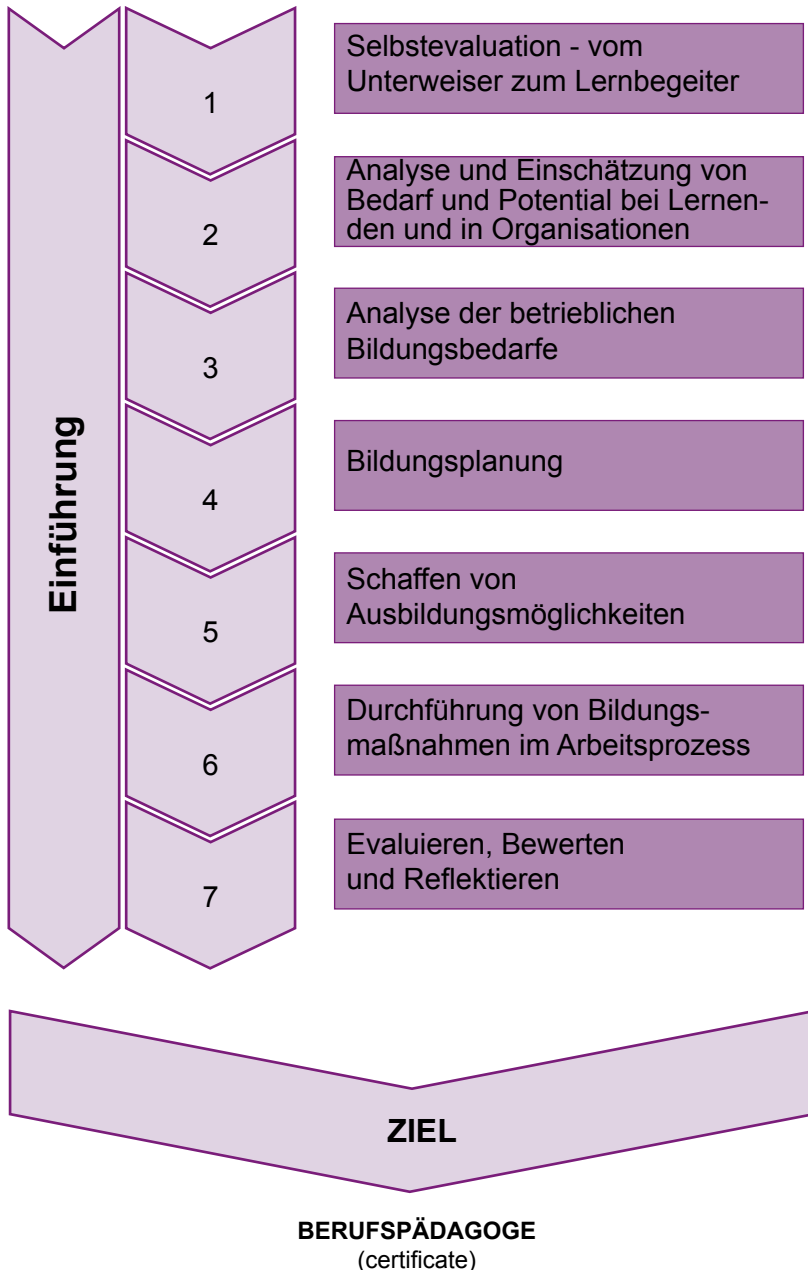 Einführung
1
Selbstevaluation - vom
Unterweiser zum Lernbegeiter
2
Analyse und Einschätzung von
Bedarf und Potential bei Lernen-
den und in Organisationen
3
Analyse der betrieblichen
Bildungsbedarfe
4
Bildungsplanung
5
Schaffen von
Ausbildungsmöglichkeiten
6
Durchführung von Bildungs-
maßnahmen im Arbeitsprozess
7
Evaluieren, Bewerten
und Reflektieren
ZIEL
BERUFSPÄDAGOGE
(certificate)